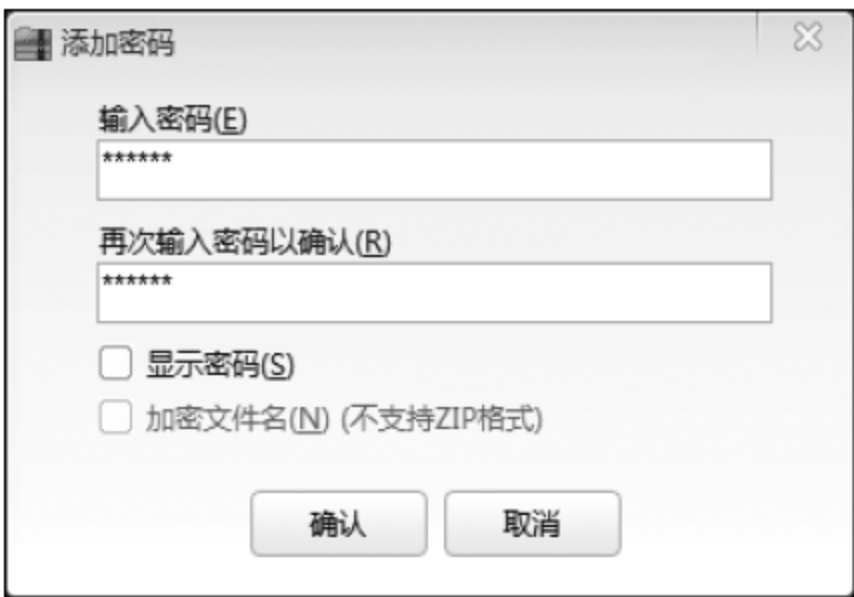 添加密码
输入密码(E)
******
再次输入密码以确认(R)
******
显示密码(S)
加密文件名(N) (不支持ZIP格式)
确认 取消